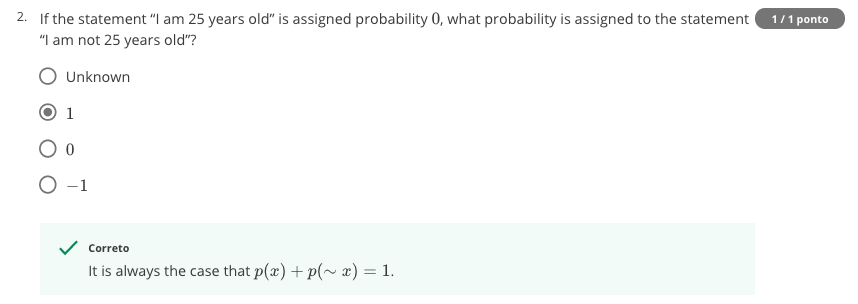 2. If the statement “I am 25 years old” is assigned probability 0, what probability is assigned to the statement
1 / 1 ponto
“I am not 25 years old”?
Unknown
1
0
−1
Correto
It is always the case that p(x) + p(∼ x) = 1.